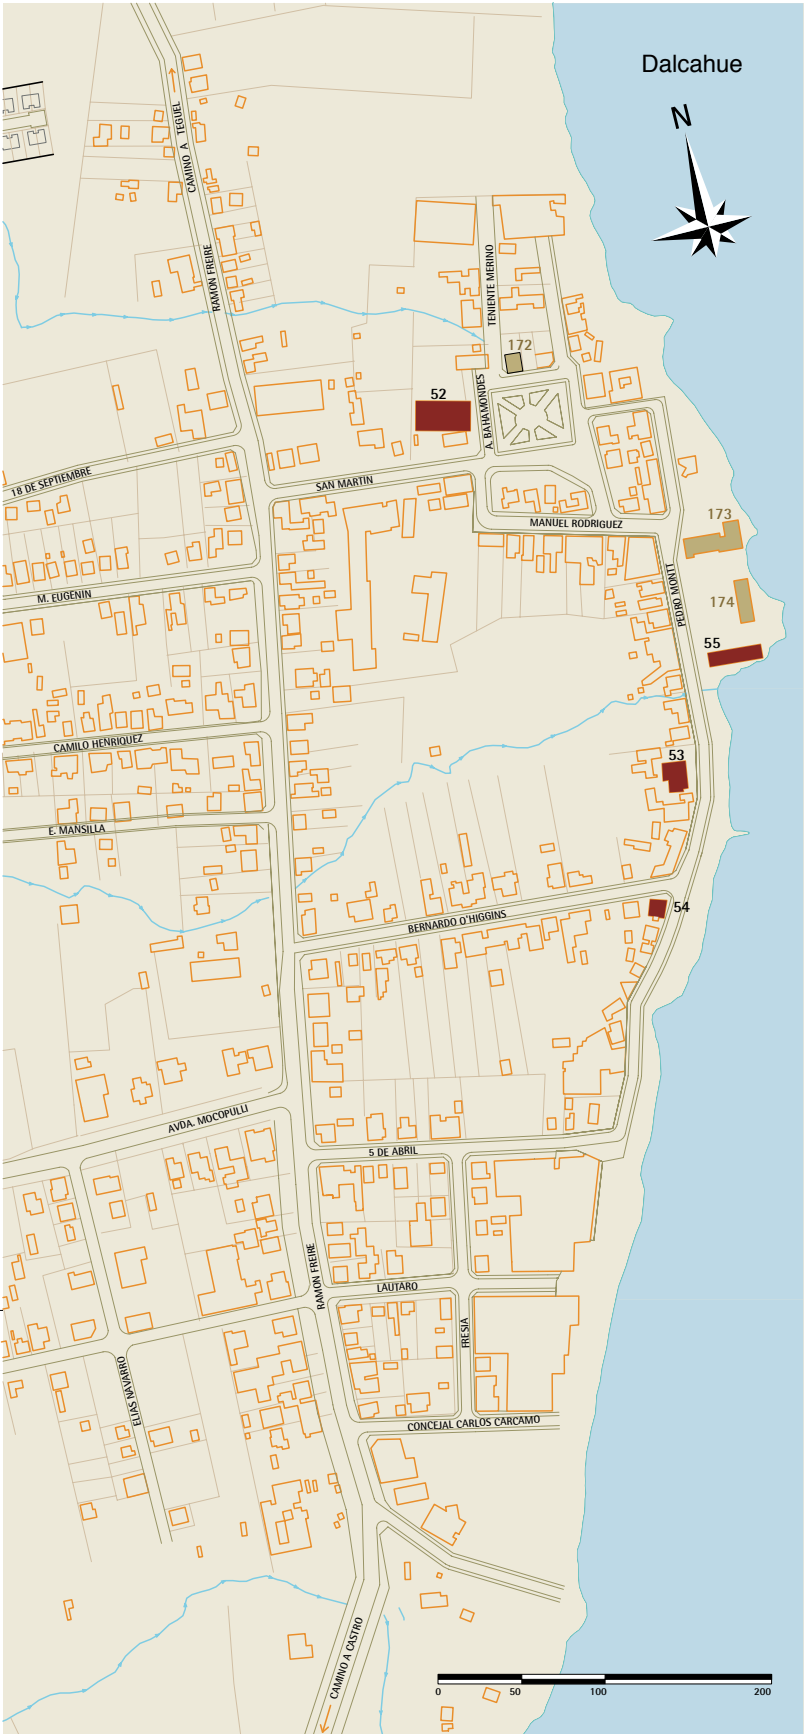 Dalcahue
N
CAMINO A TEGUEL
RAMON FREIRE
TENIENTE MERINO
172
52
A. BAHAMONDES
18 DE SEPTIEMBRE
SAN MARTIN
MANUEL RODRIGUEZ
173
M. EUGENIN
PEDRO MONTT
174
55
CAMILO HENRIQUEZ
53
E. MANSILLA
54
BERNARDO O'HIGGINS
AVDA. MOCOPULLI
5 DE ABRIL
RAMON FREIRE
LAUTARO
FRESIA
ELIAS NAVARRO
CONCEJAL CARLOS CARCAMO
CAMINO A CASTRO
0 50 100 200